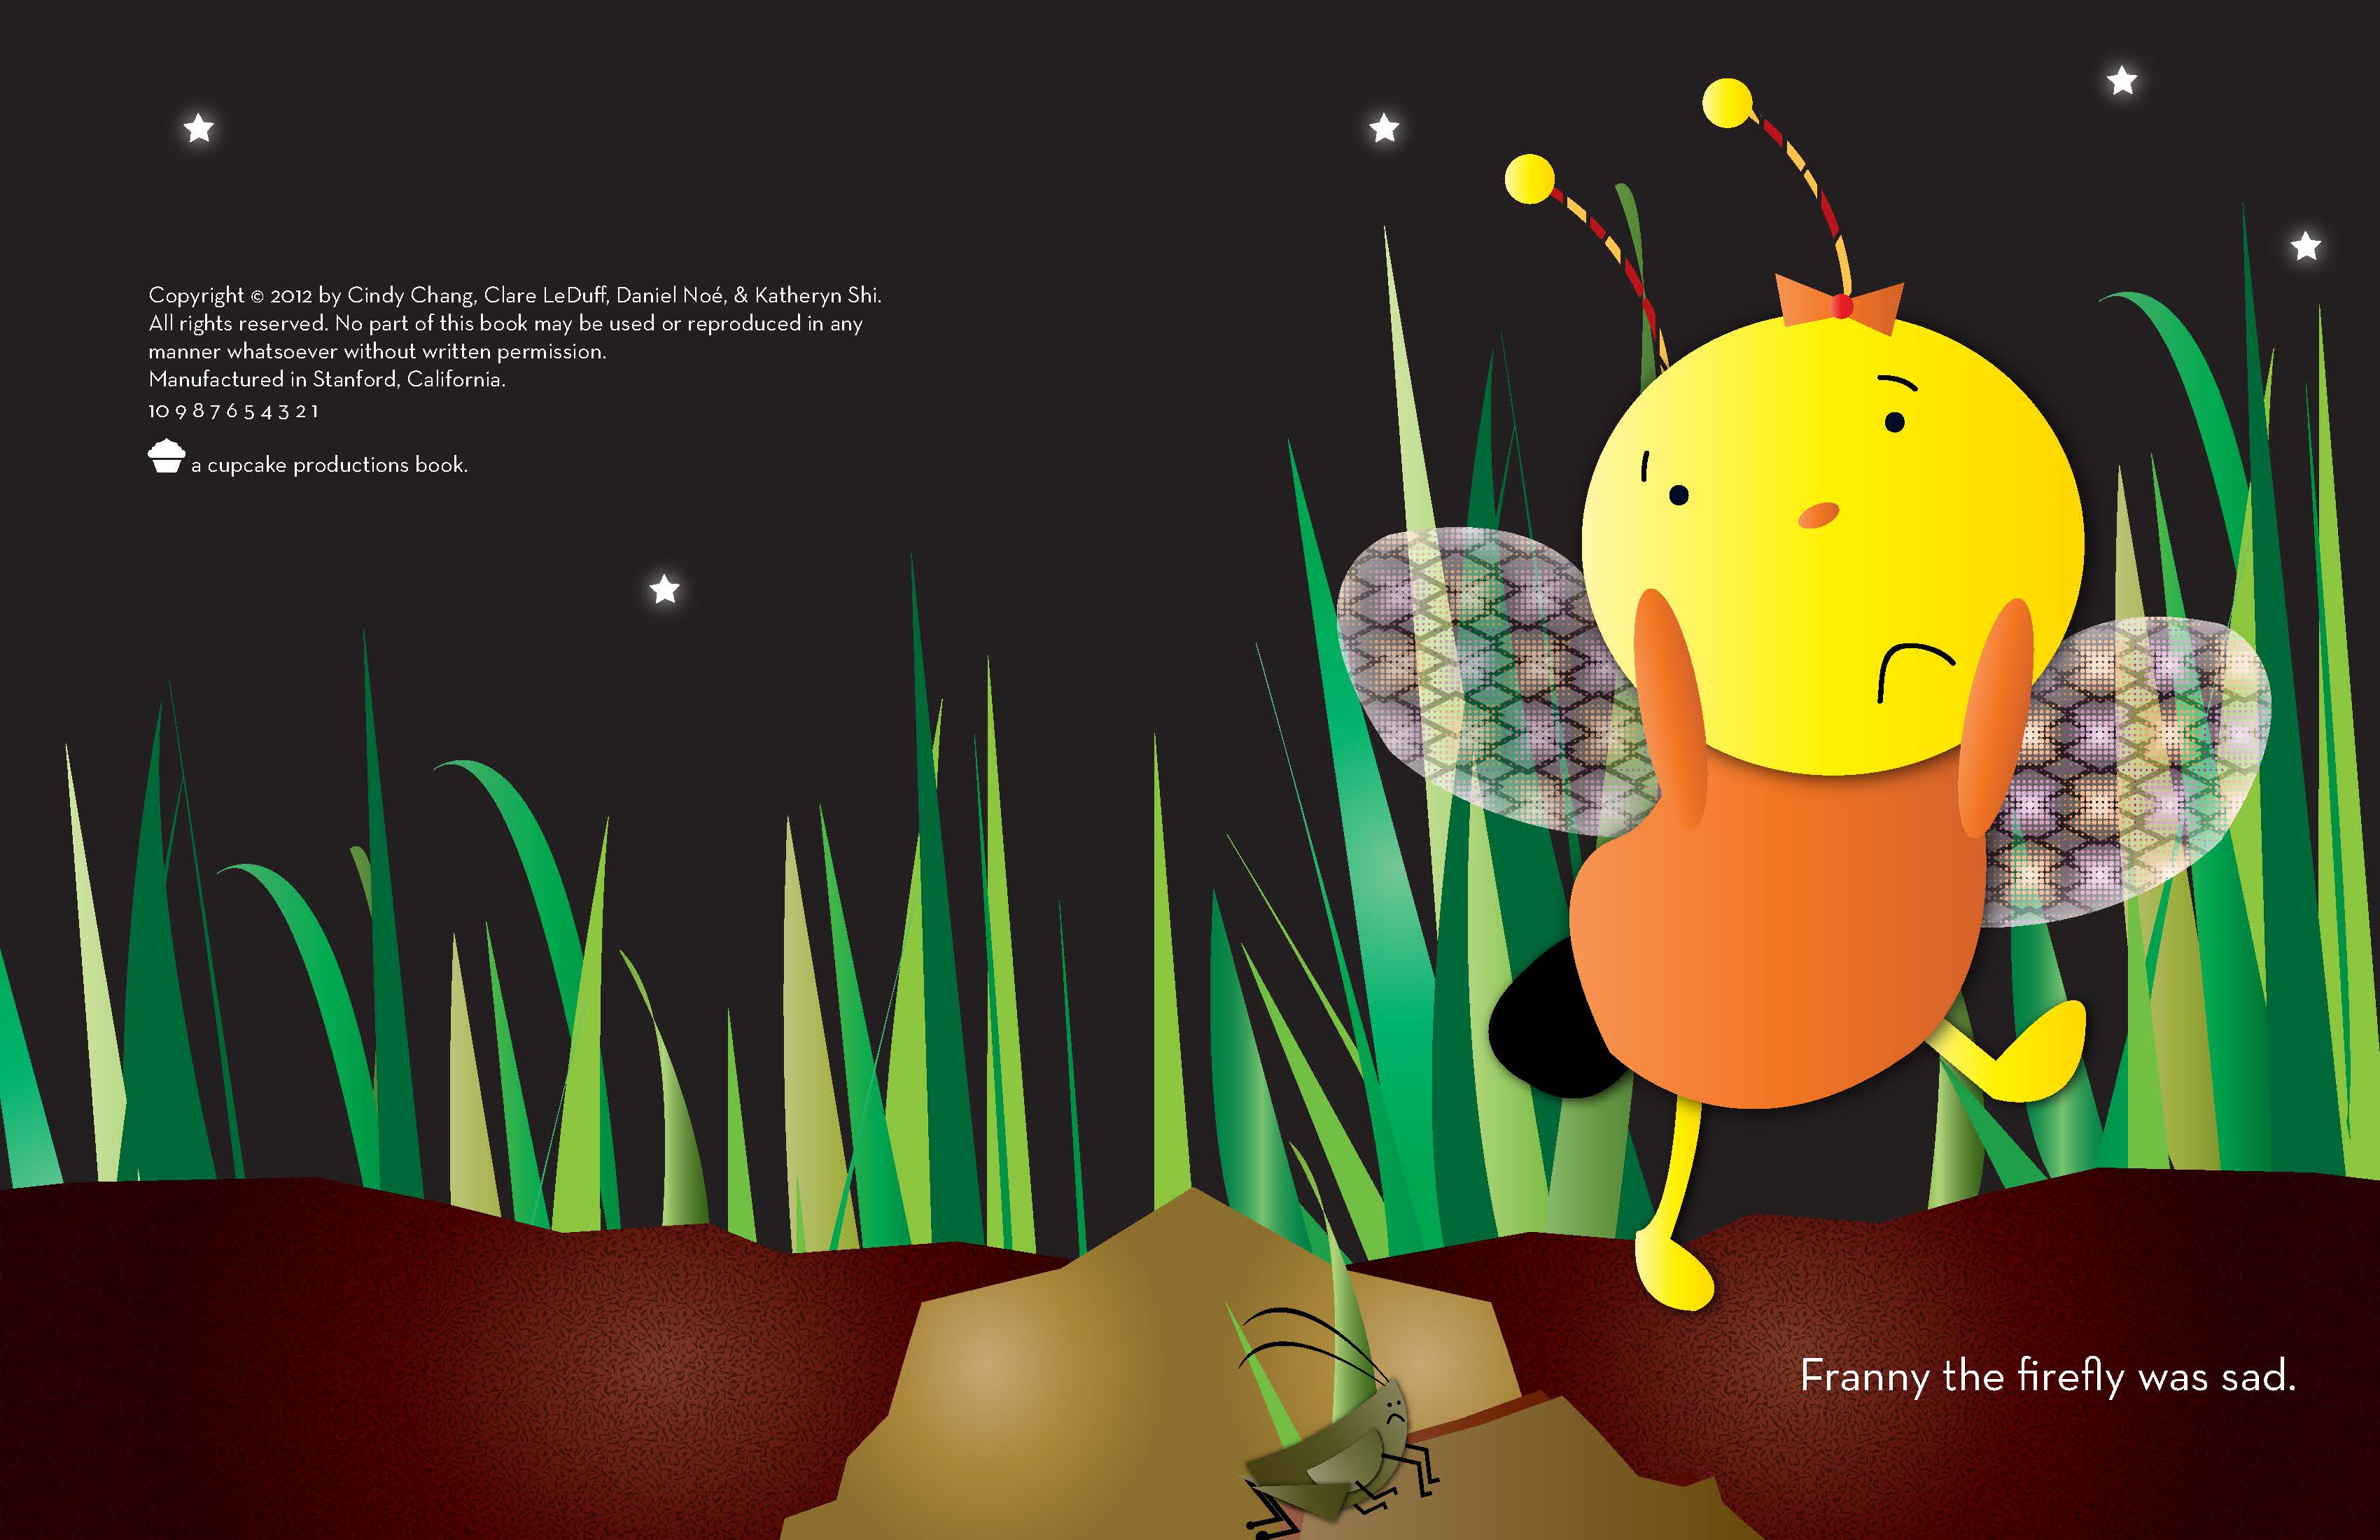 Copyright © 2012 by Cindy Chang, Clare LeDuff, Daniel Noé, & Katheryn Shi.
All rights reserved. No part of this book may be used or reproduced in any
manner whatsoever without written permission.
Manufactured in Stanford, California.
10 9 8 7 6 5 4 3 2 1
a cupcake productions book.
Franny the firefly was sad.